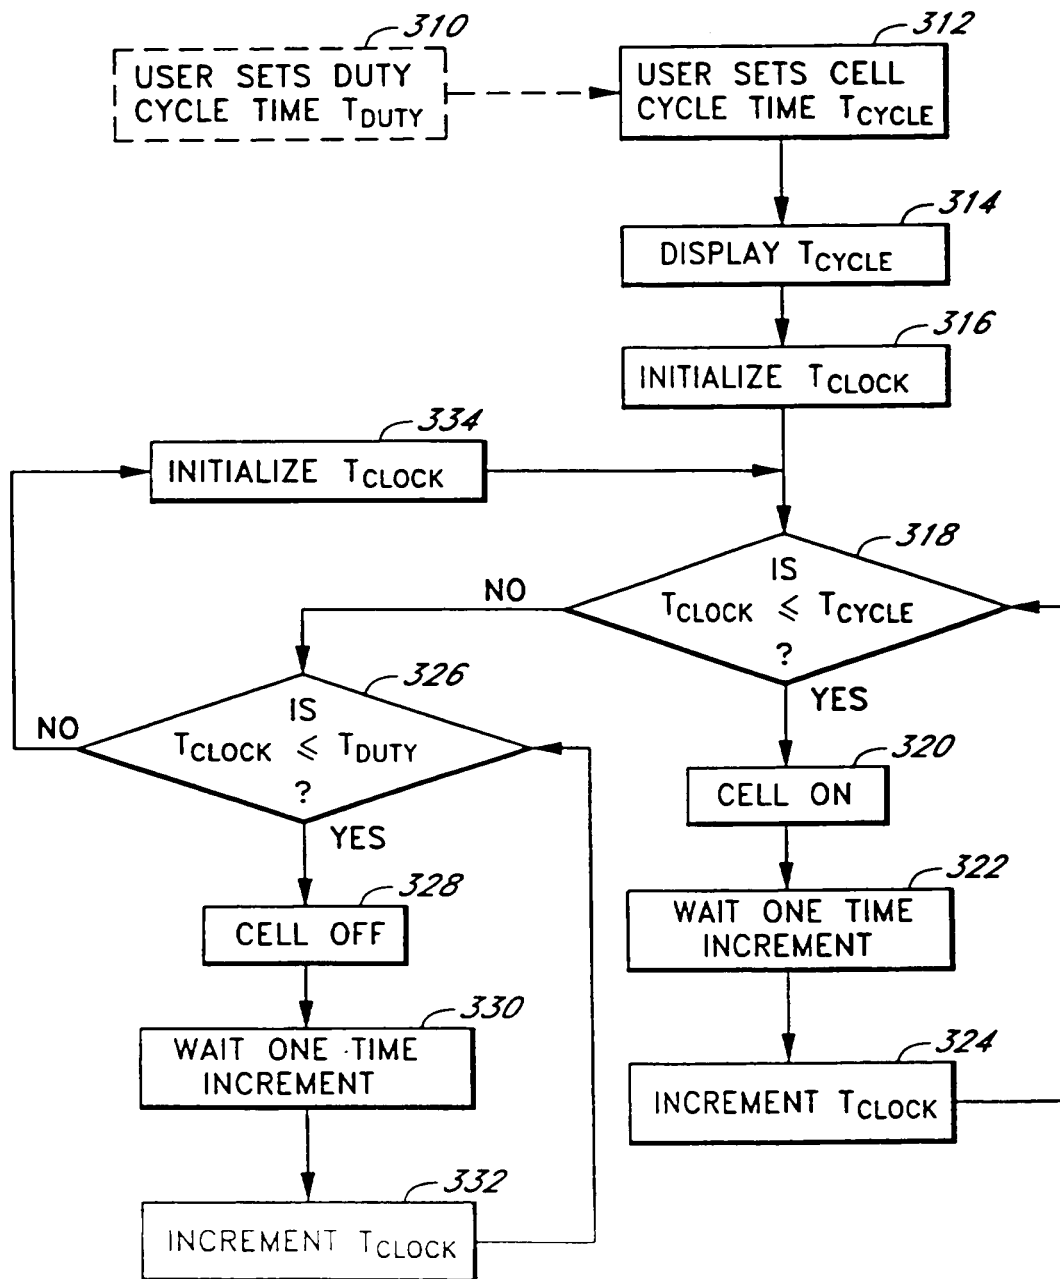 310
USER SETS DUTY
CYCLE TIME TDUTY
312
USER SETS CELL
CYCLE TIME TCYCLE
314
DISPLAY TCYCLE
316
INITIALIZE TCLOCK
334
INITIALIZE TCLOCK
318
IS
TCLOCK ≤ TCYCLE
?
NO
YES
326
IS
TCLOCK ≤ TDUTY
?
NO
YES
320
CELL ON
322
WAIT ONE TIME
INCREMENT
324
INCREMENT TCLOCK
328
CELL OFF
330
WAIT ONE TIME
INCREMENT
332
INCREMENT TCLOCK